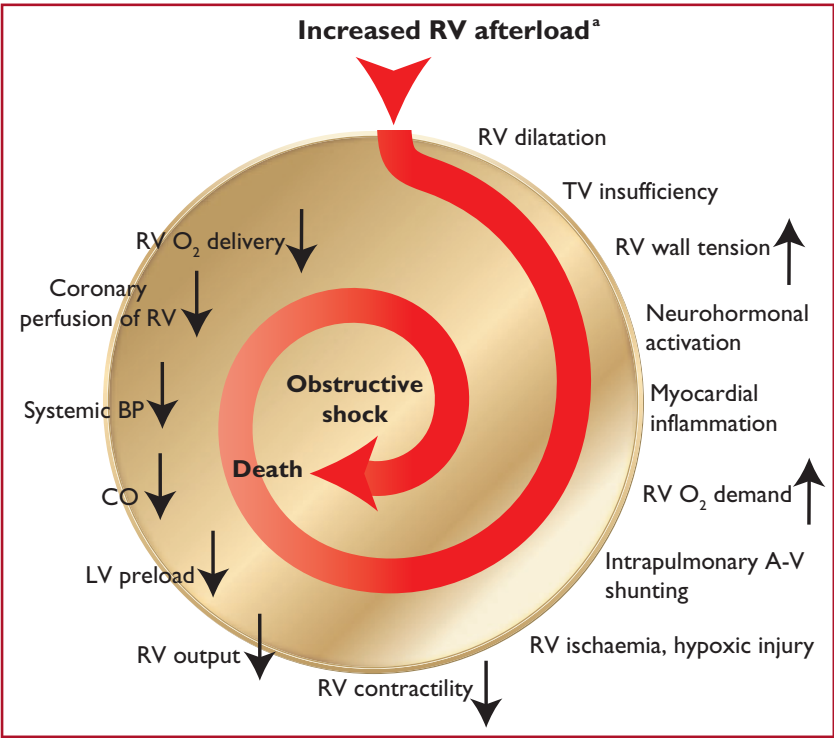 Increased RV afterloadᵃ
RV dilatation
TV insufficiency
RV wall tension
Neurohormonal
activation
Myocardial
inflammation
RV O₂ demand
Intrapulmonary A-V
shunting
RV ischaemia, hypoxic injury
RV contractility
RV output
LV preload
CO
Systemic BP
Coronary
perfusion of RV
RV O₂ delivery
Obstructive
shock
Death